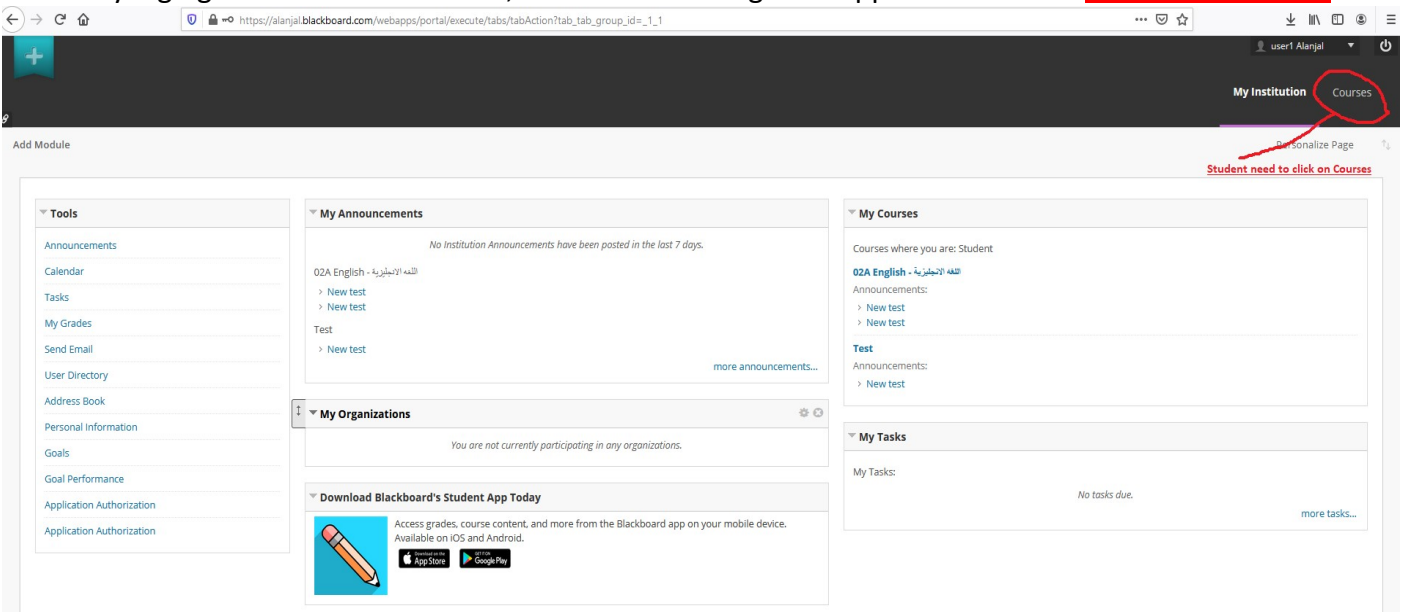 https://alanjal.blackboard.com/webapps/portal/execute/tabs/tabAction?tab_tab_group_id=_1_1
user1 Alanjal
My Institution
Courses
Add Module
Personalize Page
Student need to click on Courses
Tools
Announcements
Calendar
Tasks
My Grades
Send Email
User Directory
Address Book
Personal Information
Goals
Goal Performance
Application Authorization
Application Authorization
My Announcements
No Institution Announcements have been posted in the last 7 days.
02A English - اللغه الانجليزية
New test
New test
Test
New test
more announcements...
My Organizations
You are not currently participating in any organizations.
Download Blackboard's Student App Today
Access grades, course content, and more from the Blackboard app on your mobile device.
Available on iOS and Android.
Download on the App Store
GET IT ON Google Play
My Courses
Courses where you are: Student
02A English - اللغه الانجليزية
Announcements:
New test
New test
Test
Announcements:
New test
My Tasks
My Tasks:
No tasks due.
more tasks...